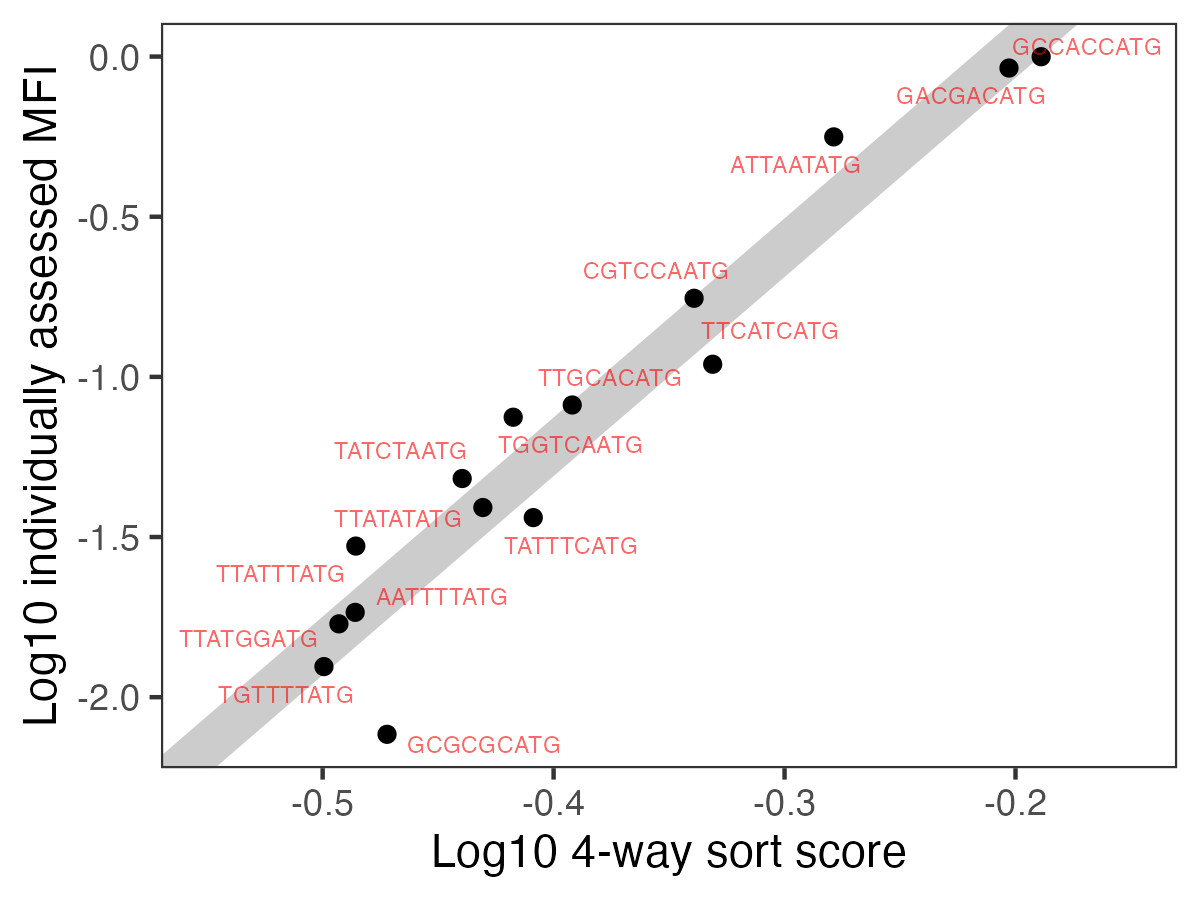 GCCACCATG
0.0
GACGACATG
ATTAATATG
-0.5
CGTCCAATG
TTCATCATG
-1.0
TTGCACATG
TGGTCAATG
TATCTAATG
TTATATATG
-1.5
TATTTCATG
TTATTTATG
AATTTTATG
TTATGGATG
-2.0
TGTTTTATG
GCGCGCATG
Log10 individually assessed MFI
-0.5
-0.4
-0.3
-0.2
Log10 4-way sort score